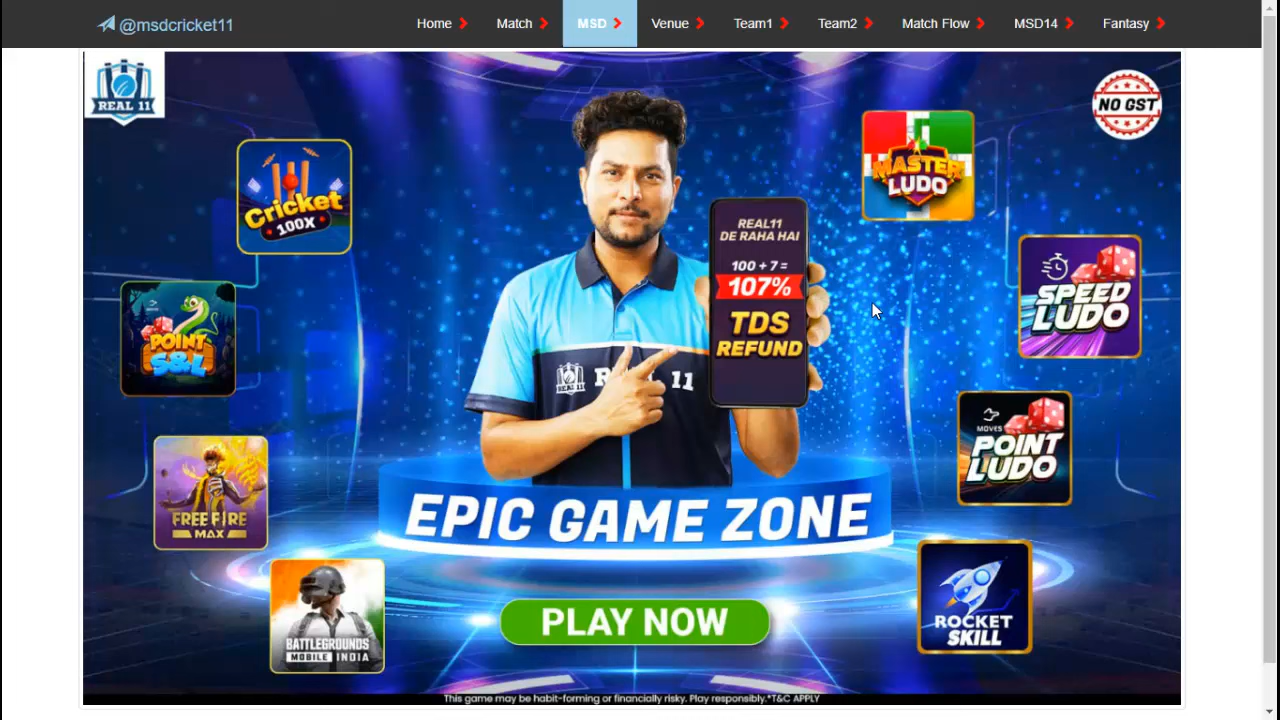 @msdcricket11
Home
Match
MSD
Venue
Team1
Team2
Match Flow
MSD14
Fantasy
REAL 11
NO GST
Cricket
100X
MASTER
LUDO
REAL11
DE RAHA HAI
100 + 7 =
107%
TDS
REFUND
SPEED
LUDO
POINT
S&L
REAL 11
R 11
MOVES
POINT
LUDO
FREE FIRE
MAX
EPIC GAME ZONE
BATTLEGROUNDS
MOBILE INDIA
PLAY NOW
ROCKET
SKILL
This game may be habit-forming or financially risky. Play responsibly.*T&C APPLY